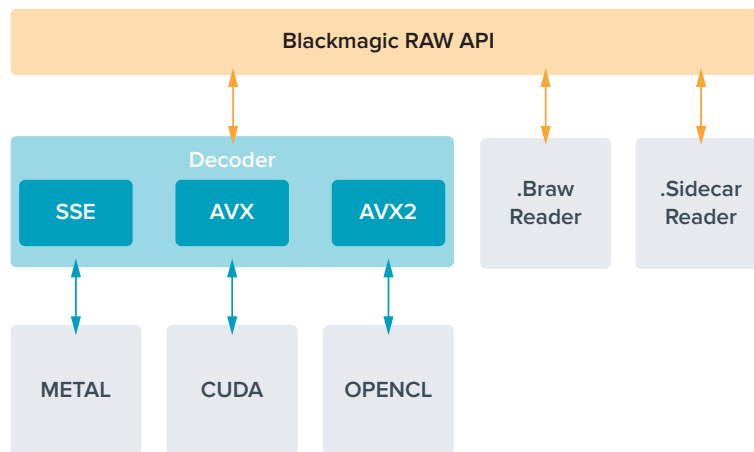 Blackmagic RAW API
Decoder
SSE
AVX
AVX2
.Braw
Reader
.Sidecar
Reader
METAL
CUDA
OPENCL